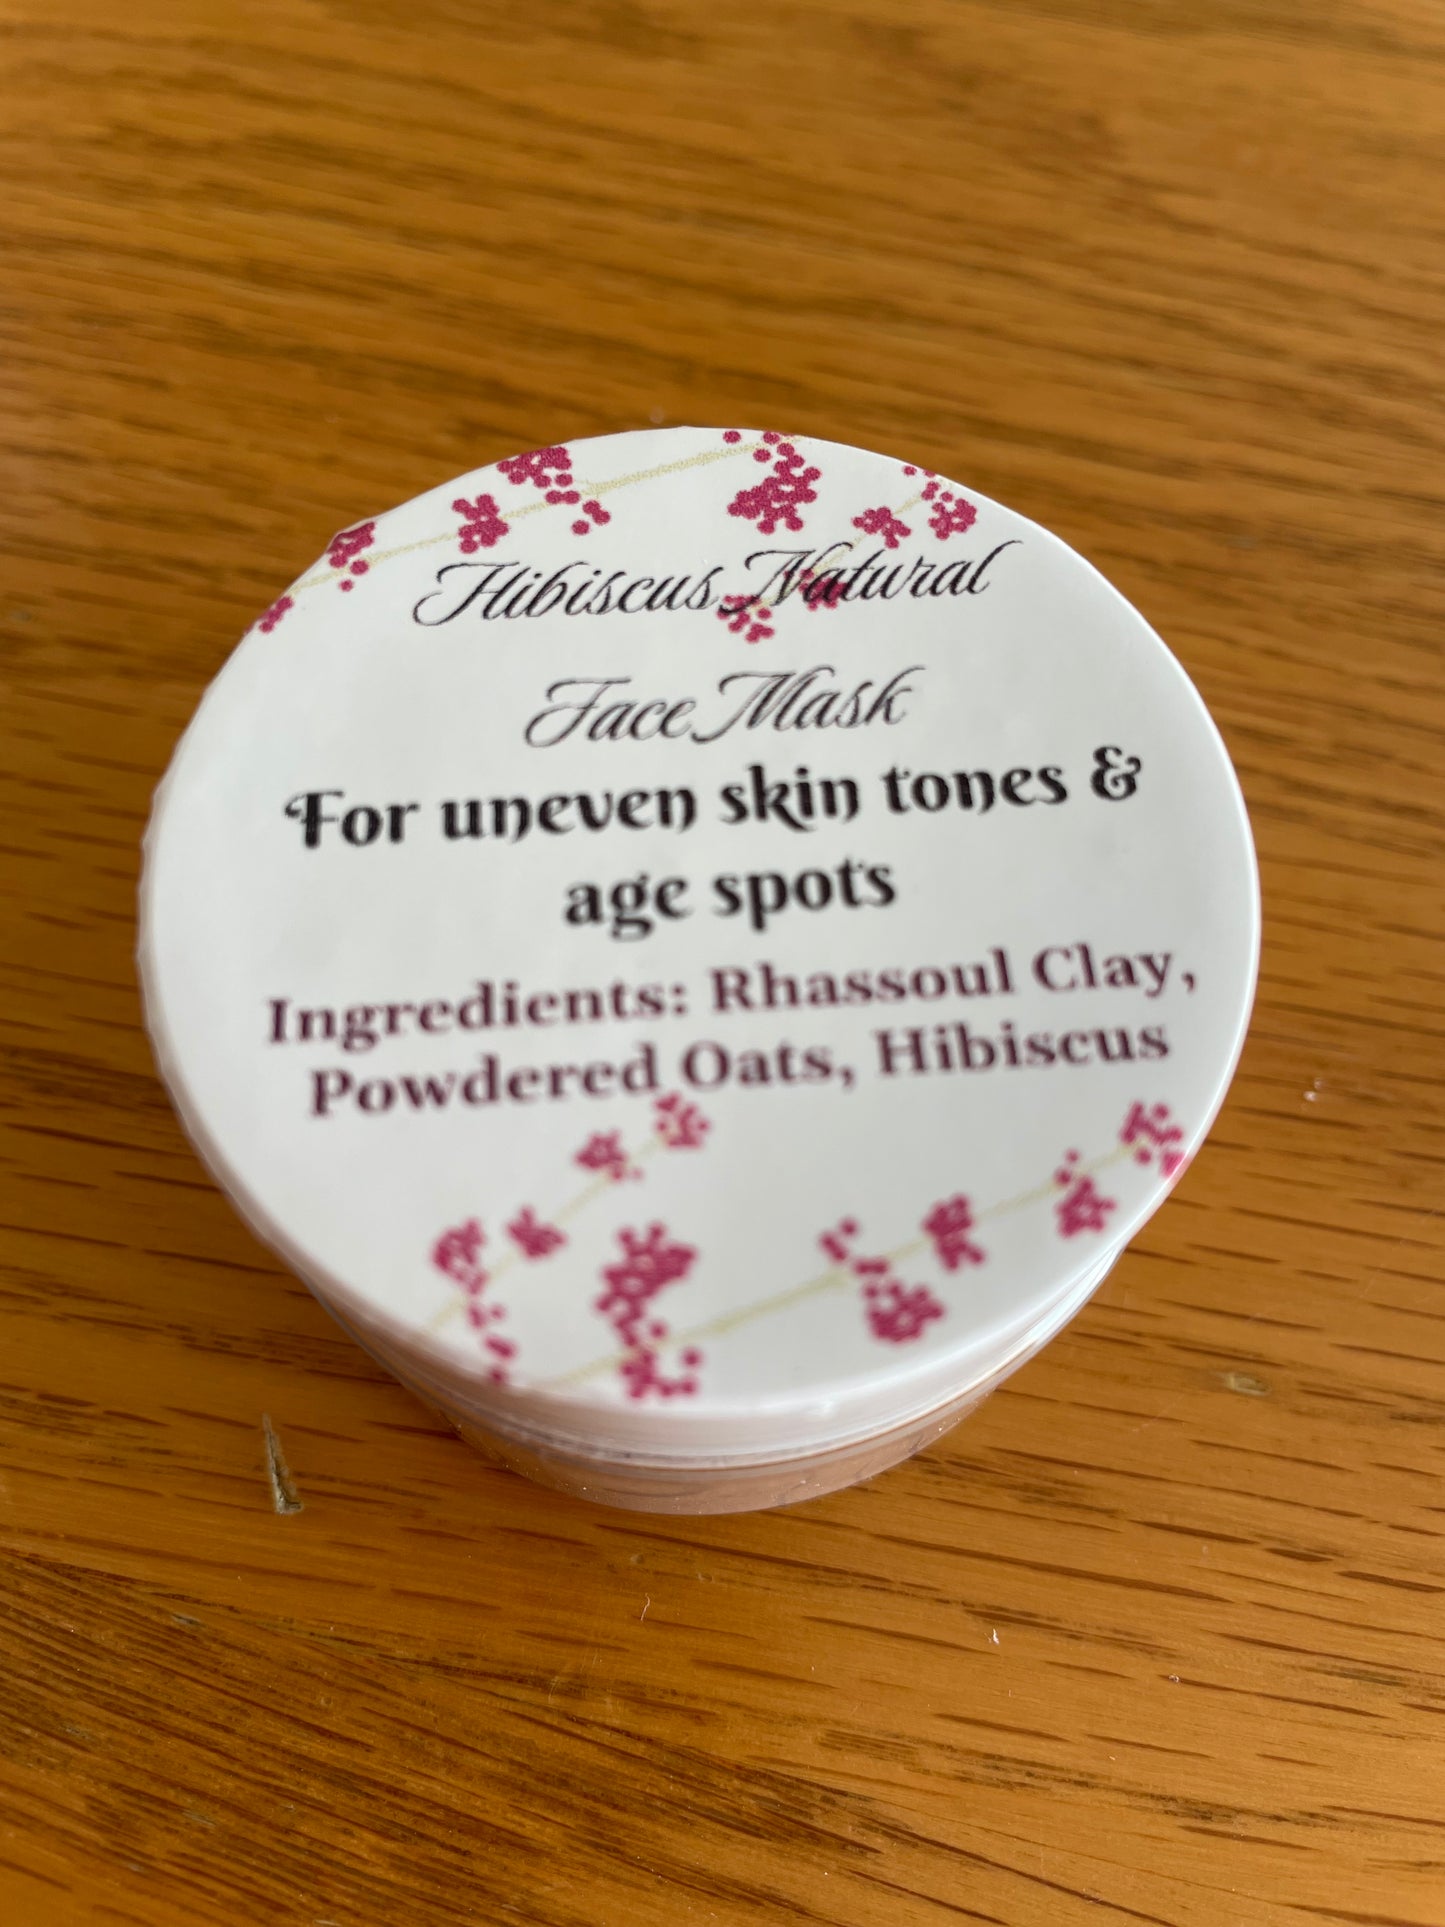 Hibiscus Natural
Face Mask
For uneven skin tones &
age spots
Ingredients: Rhassoul Clay,
Powdered Oats, Hibiscus